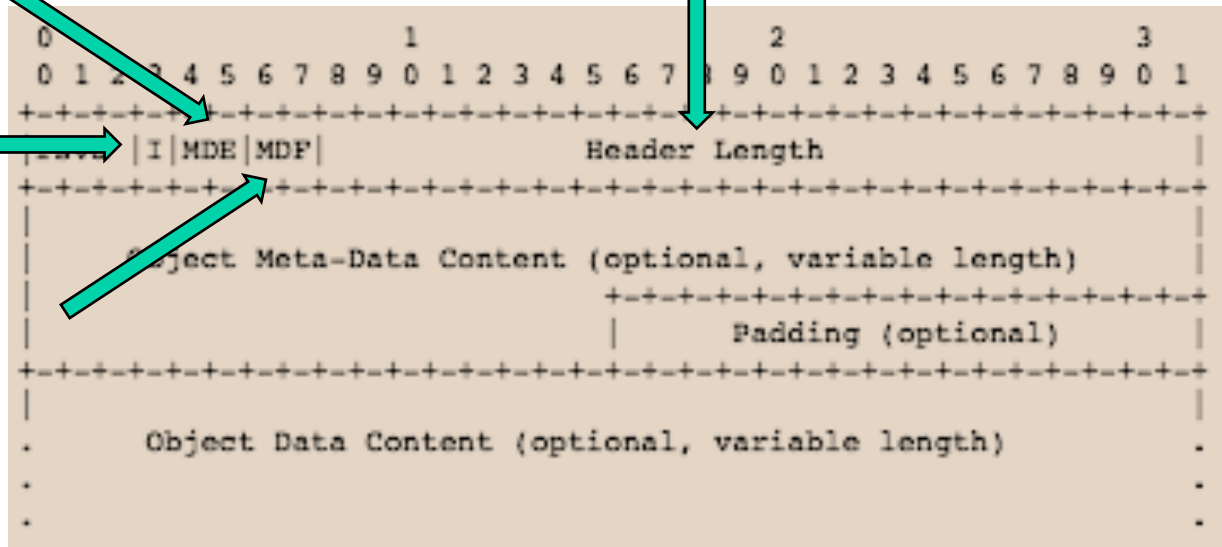 0 1 2 3
0 1 2 3 4 5 6 7 8 9 0 1 2 3 4 5 6 7 8 9 0 1 2 3 4 5 6 7 8 9 0 1
+-+-+-+-+-+-+-+-+-+-+-+-+-+-+-+-+-+-+-+-+-+-+-+-+-+-+-+-+-+-+-+-+
|I|MDE|MDF| Header Length |
+-+-+-+-+-+-+-+-+-+-+-+-+-+-+-+-+-+-+-+-+-+-+-+-+-+-+-+-+-+-+-+-+
| |
| Object Meta-Data Content (optional, variable length) |
| +-+-+-+-+-+-+-+-+-+-+-+-+-+-+-+-+
| | Padding (optional) |
+-+-+-+-+-+-+-+-+-+-+-+-+-+-+-+-+-+-+-+-+-+-+-+-+-+-+-+-+-+-+-+-+
| |
. Object Data Content (optional, variable length) .
. .
. .